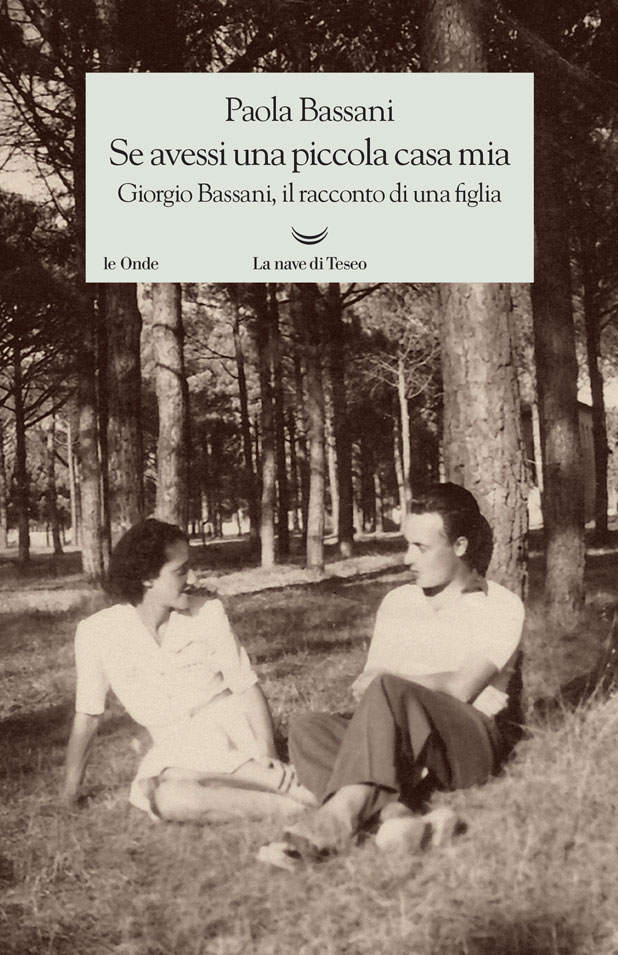 Paola Bassani
Se avessi una piccola casa mia
Giorgio Bassani, il racconto di una figlia
le Onde
La nave di Teseo